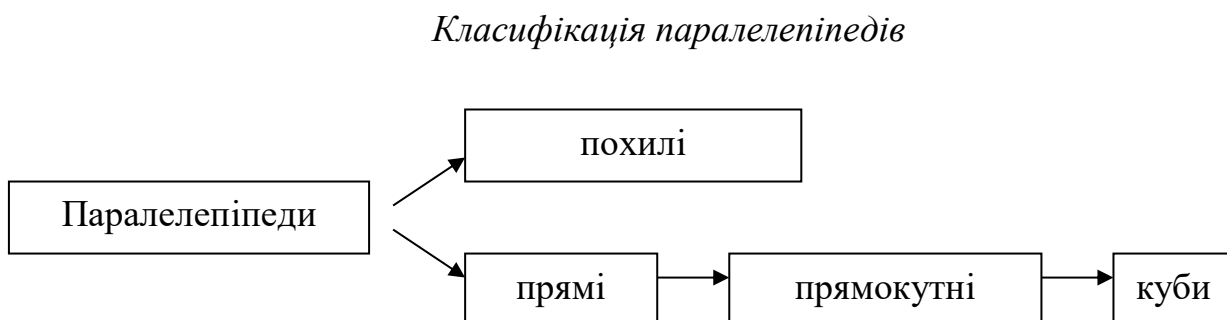 Класифікація паралелепіпедів
похилі
Паралелепіпеди
прямі
прямокутні
куби